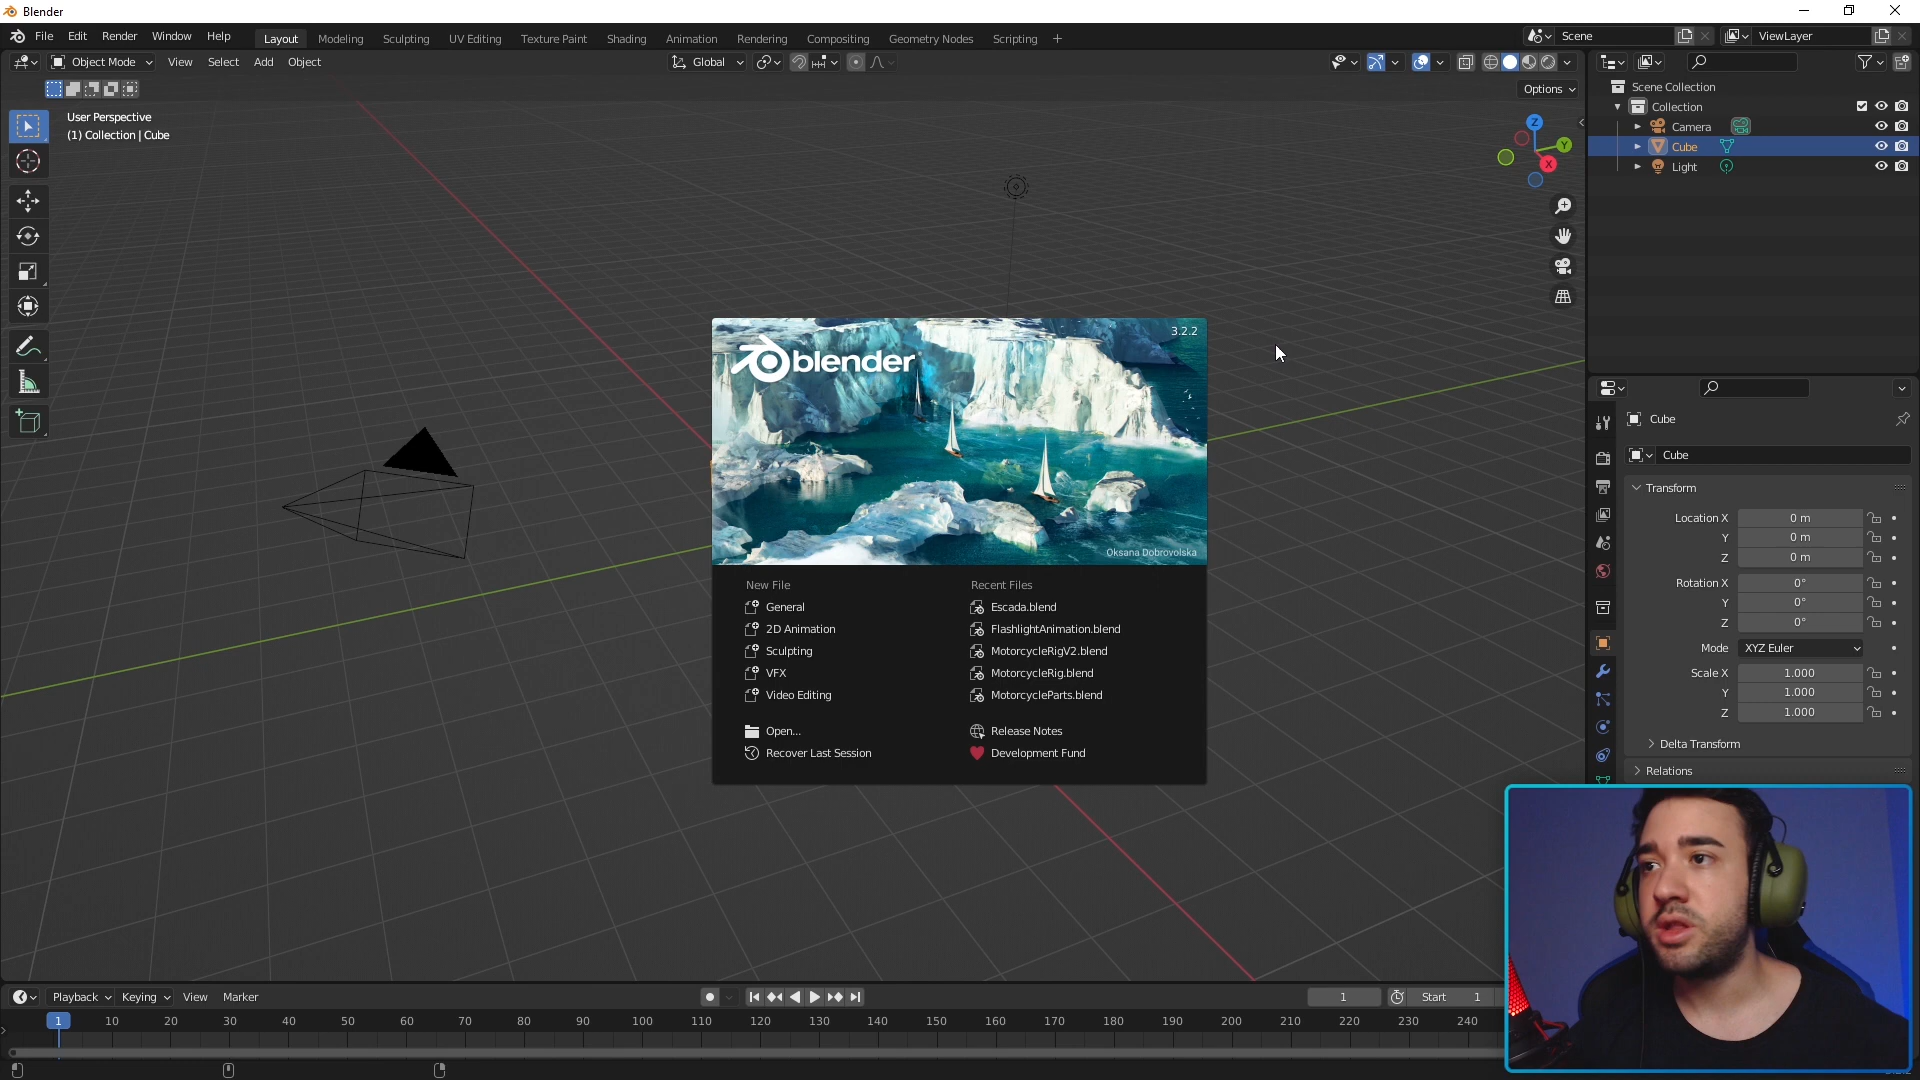 Blender
File Edit Render Window Help Layout Modeling Sculpting UV Editing Texture Paint Shading Animation Rendering Compositing Geometry Nodes Scripting + Scene ViewLayer
Object Mode View Select Add Object Global
Options
User Perspective
(1) Collection | Cube
Z
Y
X
Scene Collection
Collection
Camera
Cube
Light
3.2.2
blender
Oksana Dobrovolska
New File
General
2D Animation
Sculpting
VFX
Video Editing
Open...
Recover Last Session
Recent Files
Escada.blend
FlashlightAnimation.blend
MotorcycleRigV2.blend
MotorcycleRig.blend
MotorcycleParts.blend
Release Notes
Development Fund
Cube
Cube
Transform
Location X 0 m
Y 0 m
Z 0 m
Rotation X 0°
Y 0°
Z 0°
Mode XYZ Euler
Scale X 1.000
Y 1.000
Z 1.000
Delta Transform
Relations
Playback Keying View Marker 1 Start 1
1 10 20 30 40 50 60 70 80 90 100 110 120 130 140 150 160 170 180 190 200 210 220 230 240